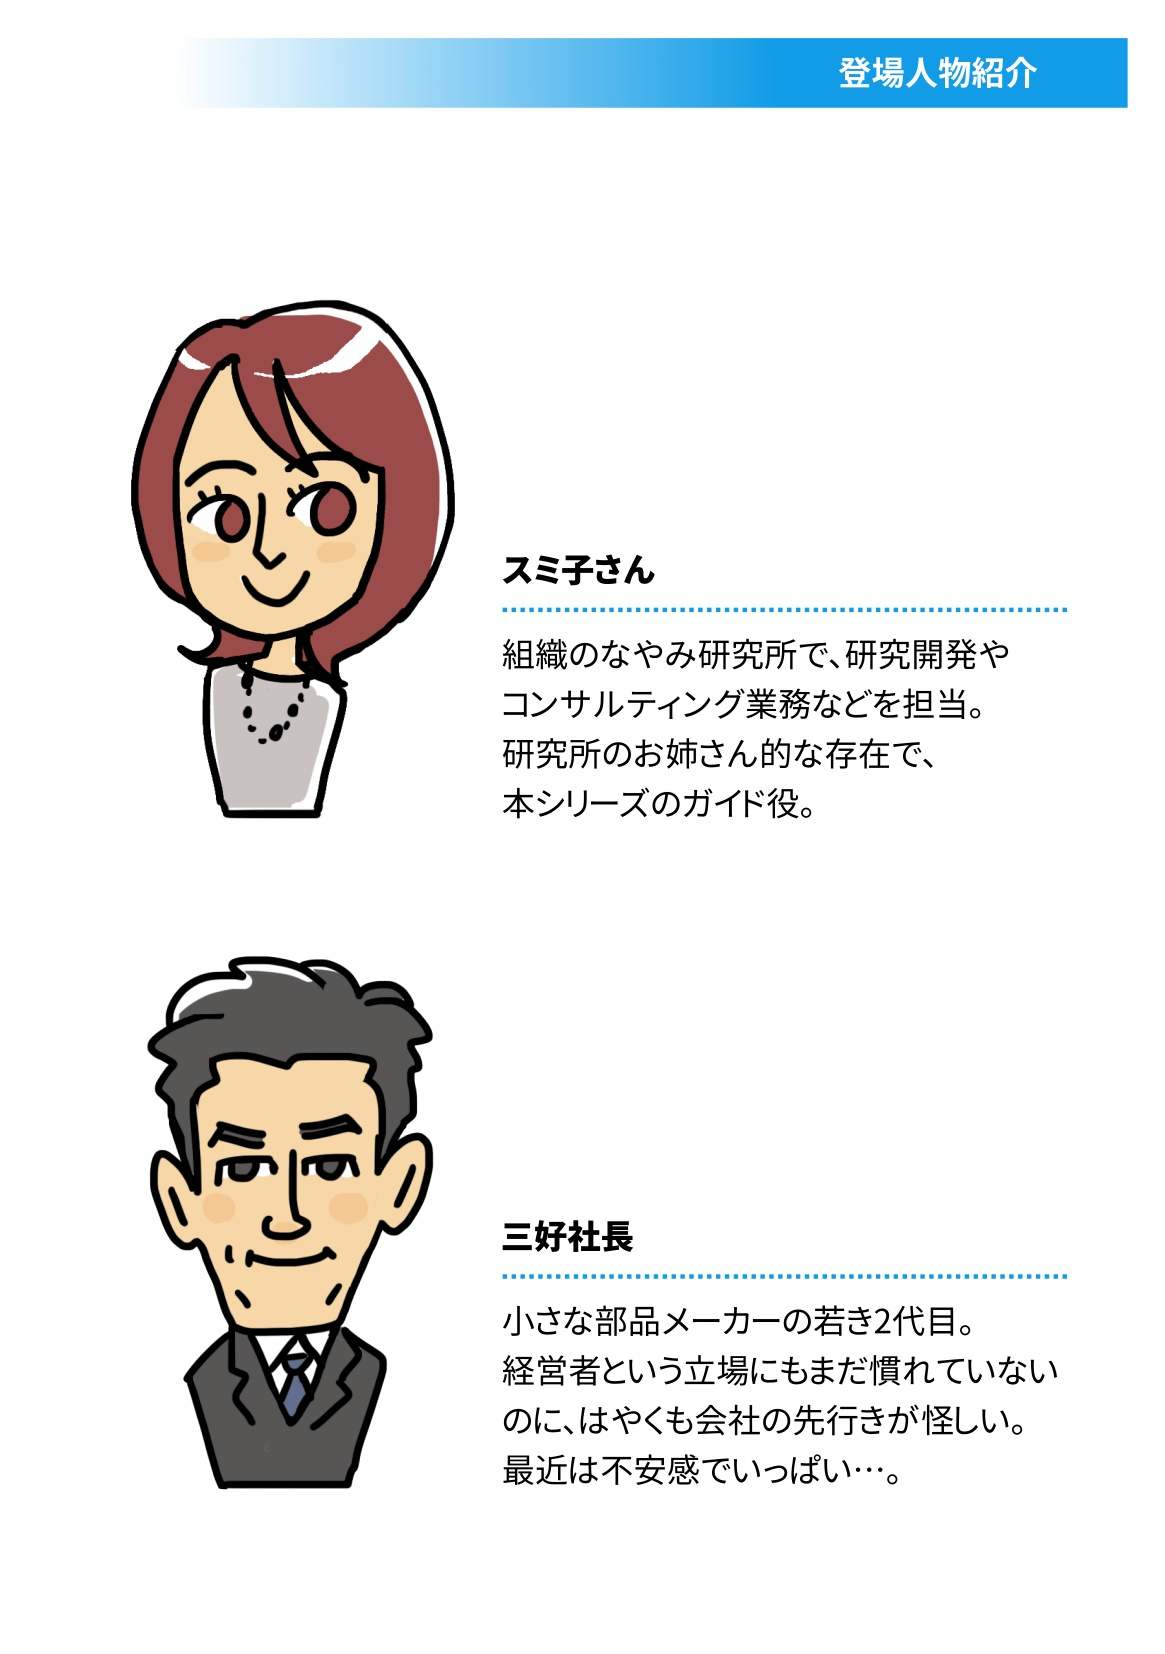 登場人物紹介
スミ子さん
組織のなやみ研究所で、研究開発や
コンサルティング業務などを担当。
研究所のお姉さん的な存在で、
本シリーズのガイド役。
三好社長
小さな部品メーカーの若き2代目。
経営者という立場にもまだ慣れていない
のに、はやくも会社の先行きが怪しい。
最近は不安感でいっぱい…。